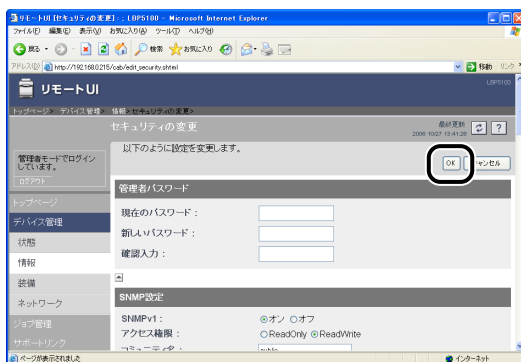 リモートUI [セキュリティの変更] : ; LBP5100 - Microsoft Internet Explorer
ファイル(F) 編集(E) 表示(V) お気に入り(A) ツール(T) ヘルプ(H)
戻る 検索 お気に入り
アドレス(D) http://192.168.0.215/cab/edit_security.shtml 移動 リンク
リモートUI
LBP5100
トップページ> デバイス管理> 情報> セキュリティの変更>
セキュリティの変更
最終更新
2006 10/27 13:41:28
以下のように設定を変更します。
OK
管理者モードでログイン
しています。
ログアウト
管理者パスワード
トップページ
現在のパスワード:
デバイス管理
新しいパスワード:
状態
確認入力:
情報
装備
SNMP設定
ネットワーク
SNMPv1: オン オフ
ジョブ管理
アクセス権限: ReadOnly ReadWrite
サポートリンク
コミュニティ名: public
ページが表示されました
インターネット